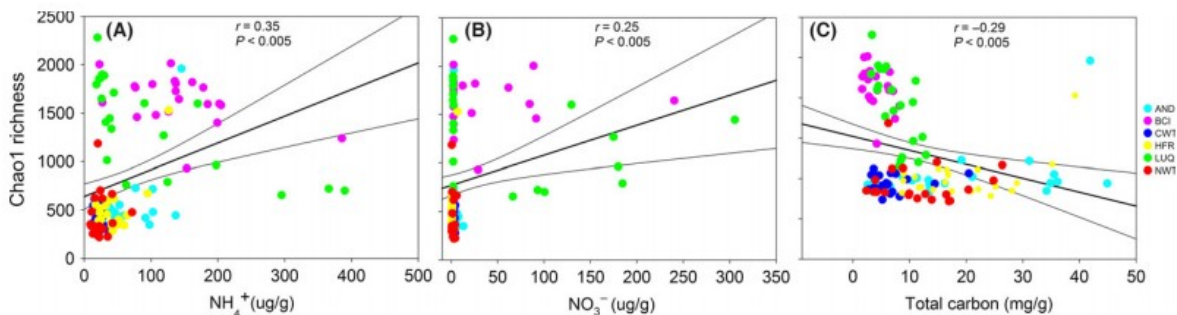 (A)
r = 0.35
P < 0.005
(B)
r = 0.25
P < 0.005
(C)
r = –0.29
P < 0.005
Chao1 richness
2500
2000
1500
1000
500
0
0 100 200 300 400 500
NH4+ (ug/g)
0 50 100 150 200 250 300 350
NO3− (ug/g)
0 10 20 30 40 50
Total carbon (mg/g)
AND
BCI
CWT
HFR
LUQ
NWT